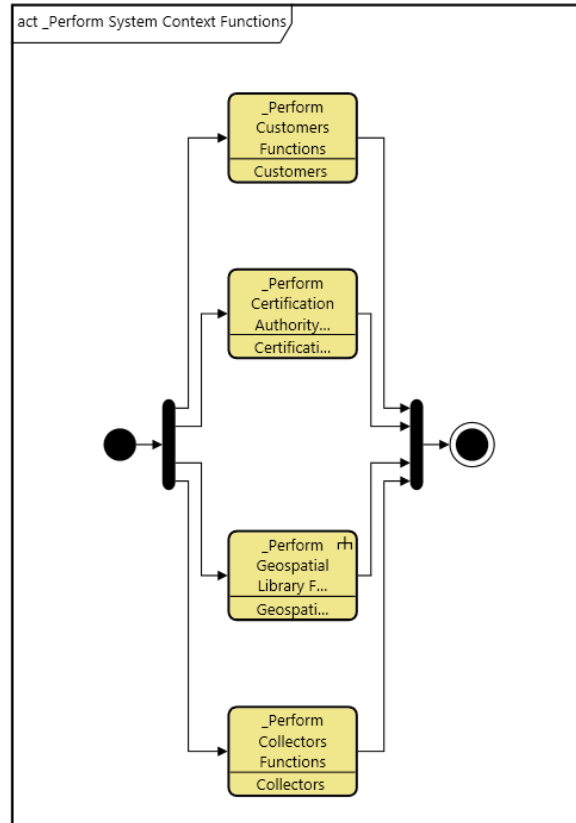 act _Perform System Context Functions
_Perform
Customers
Functions
Customers
_Perform
Certification
Authority...
Certificati...
_Perform
Geospatial
Library F...
Geospati...
_Perform
Collectors
Functions
Collectors